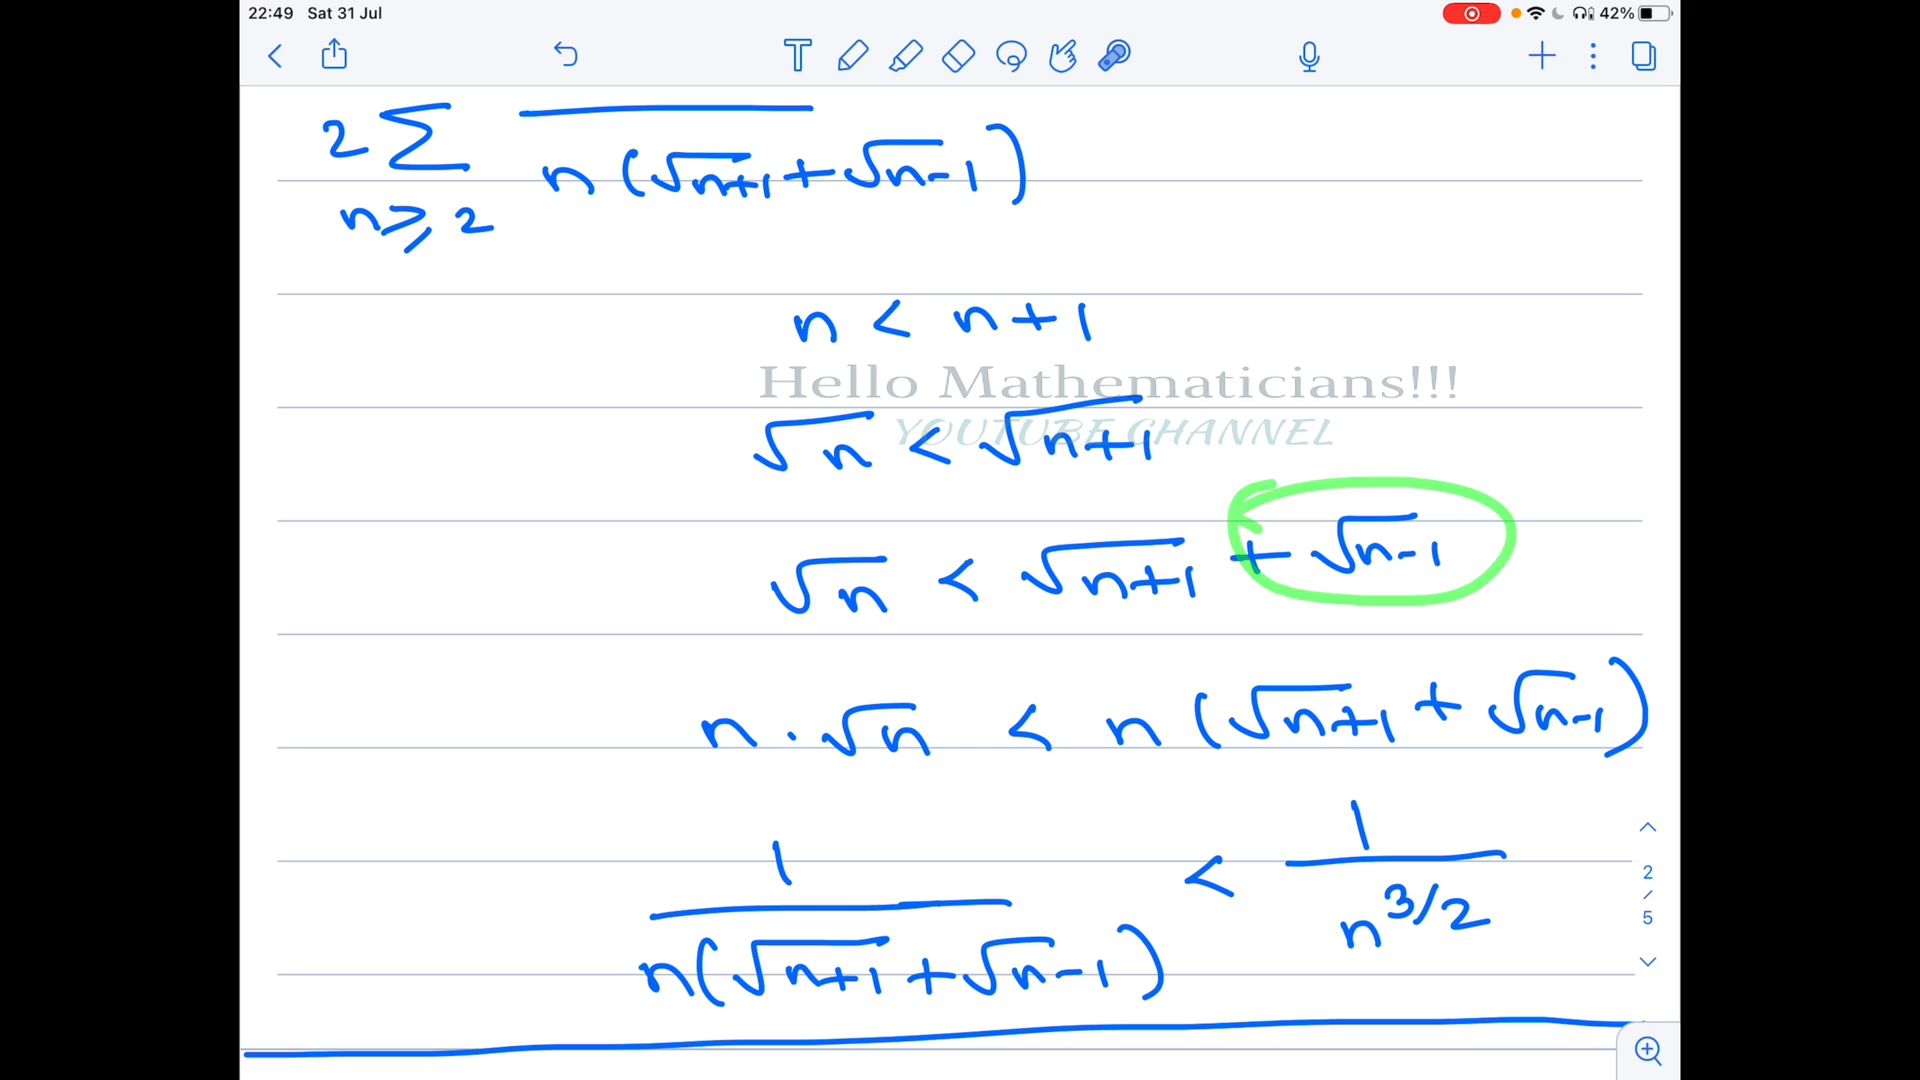 22:49 Sat 31 Jul 42%
2 ∑ n(√n+1 + √n-1)
n ≥ 2
n < n + 1
Hello Mathematicians!!!
YOUTUBE CHANNEL
√n < √n+1
√n < √n+1 + √n-1
n · √n < n (√n+1 + √n-1)
1 / n(√n+1 + √n-1) < 1 / n^3/2
2 / 5